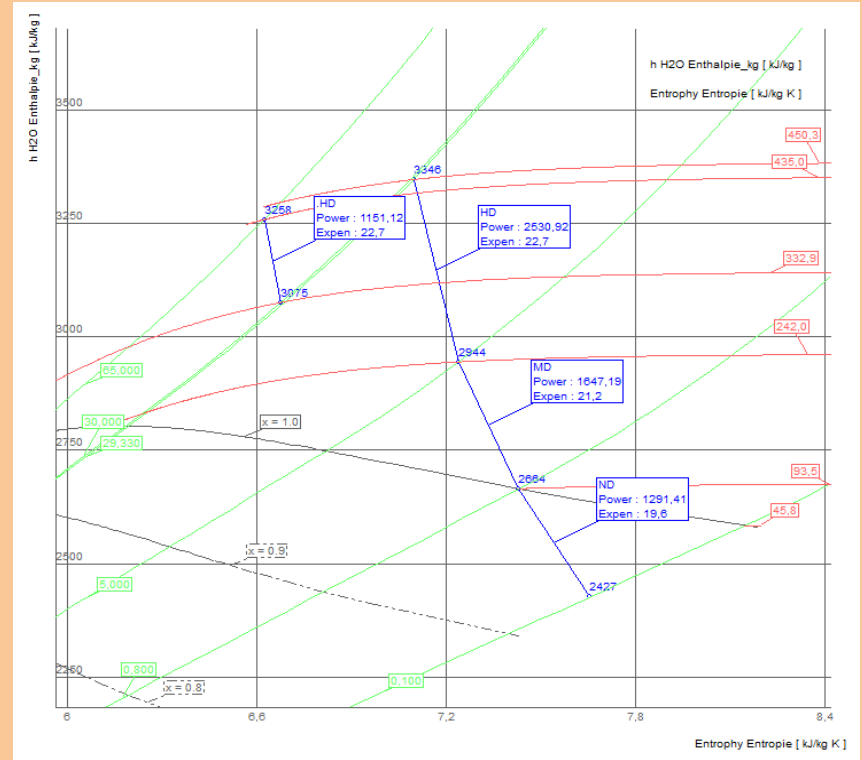 h H2O Enthalpie_kg [ kJ/kg ]
h H2O Enthalpie_kg [ kJ/kg ]
Entrophy Entropie [ kJ/kg K ]
3500
450,3
435,0
3346
3258
3250
.HD
Power : 1151,12
Expen : 22,7
HD
Power : 2530,92
Expen : 22,7
332,9
3075
3000
242,0
2944
65,000
MD
Power : 1647,19
Expen : 21,2
30,000
x = 1.0
29,330
2750
93,5
2664
ND
Power : 1291,41
Expen : 19,6
45,8
x = 0.9
2500
5,000
2427
2250
0,800
x = 0.8
0,100
6
6,6
7,2
7,8
8,4
Entrophy Entropie [ kJ/kg K ]